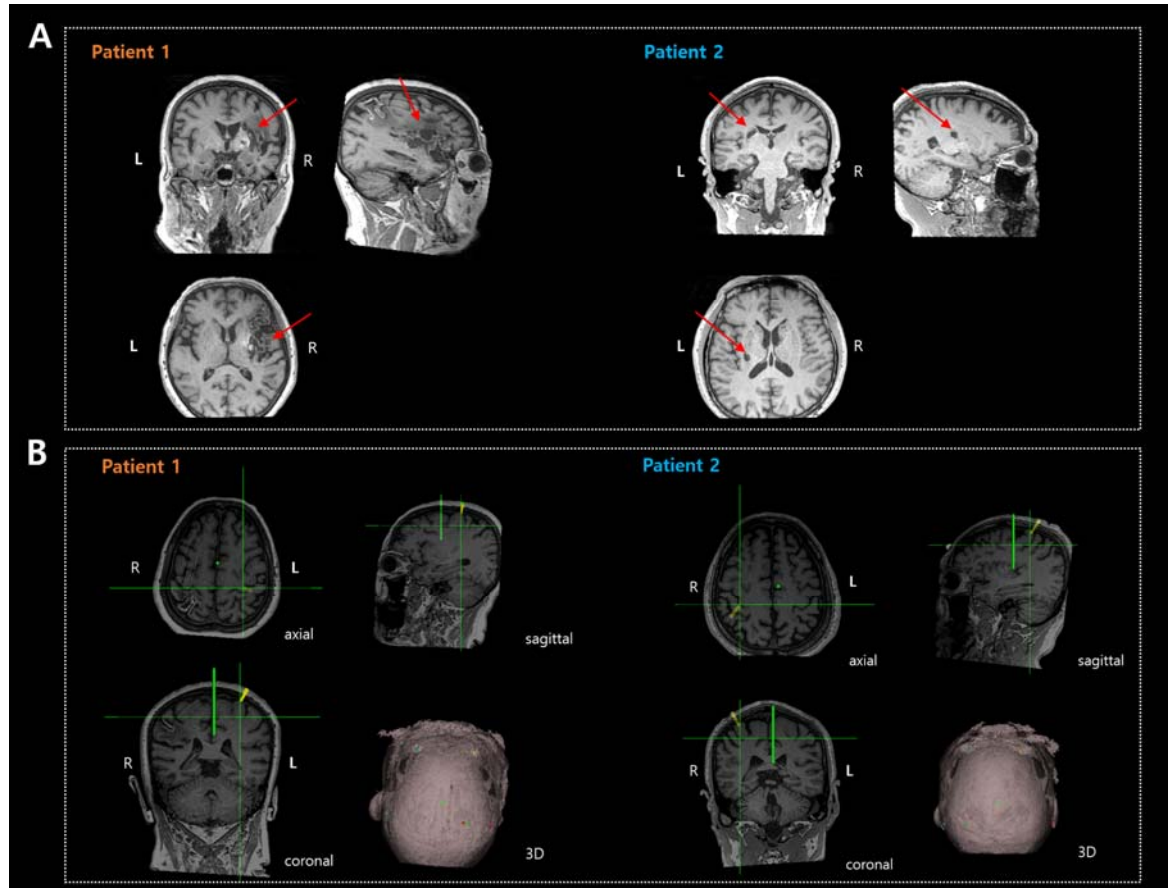 A
Patient 1
Patient 2
L
R
L
R
L
R
L
R
B
Patient 1
Patient 2
R
L
axial
sagittal
R
L
axial
sagittal
R
L
coronal
3D
R
L
coronal
3D